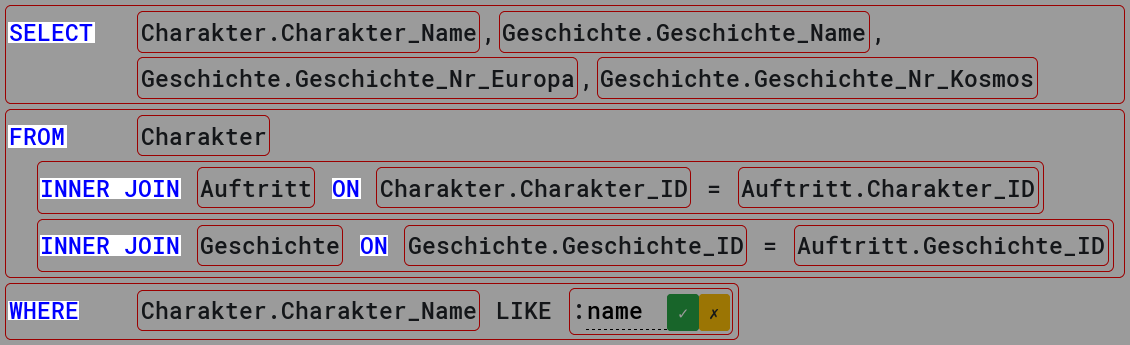 SELECT Charakter.Charakter_Name, Geschichte.Geschichte_Name,
Geschichte.Geschichte_Nr_Europa, Geschichte.Geschichte_Nr_Kosmos
FROM Charakter
INNER JOIN Auftritt ON Charakter.Charakter_ID = Auftritt.Charakter_ID
INNER JOIN Geschichte ON Geschichte.Geschichte_ID = Auftritt.Geschichte_ID
WHERE Charakter.Charakter_Name LIKE :name ✓ ✗